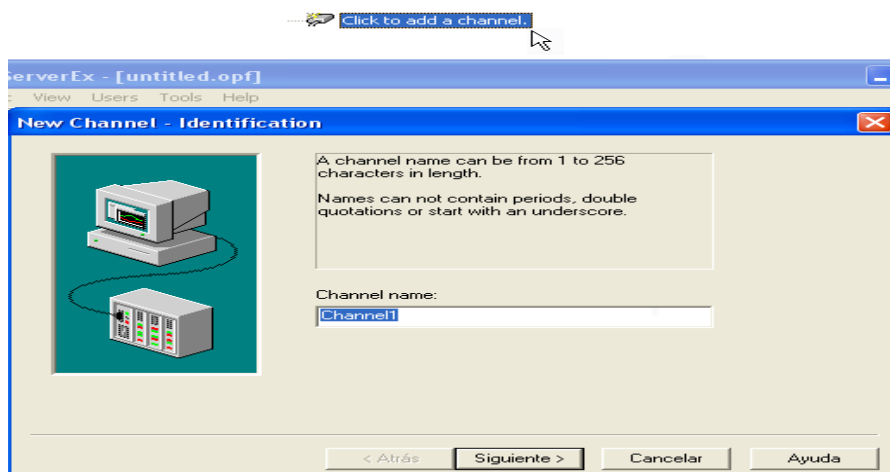 Click to add a channel.
ServerEx - [untitled.opf]
View Users Tools Help
New Channel - Identification
A channel name can be from 1 to 256
characters in length.
Names can not contain periods, double
quotations or start with an underscore.
Channel name:
Channel1
< Atrás Siguiente > Cancelar Ayuda